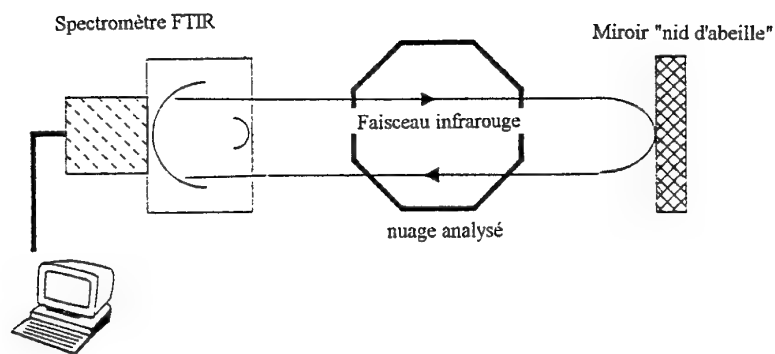 Spectromètre FTIR
Miroir "nid d'abeille"
Faisceau infrarouge
nuage analysé